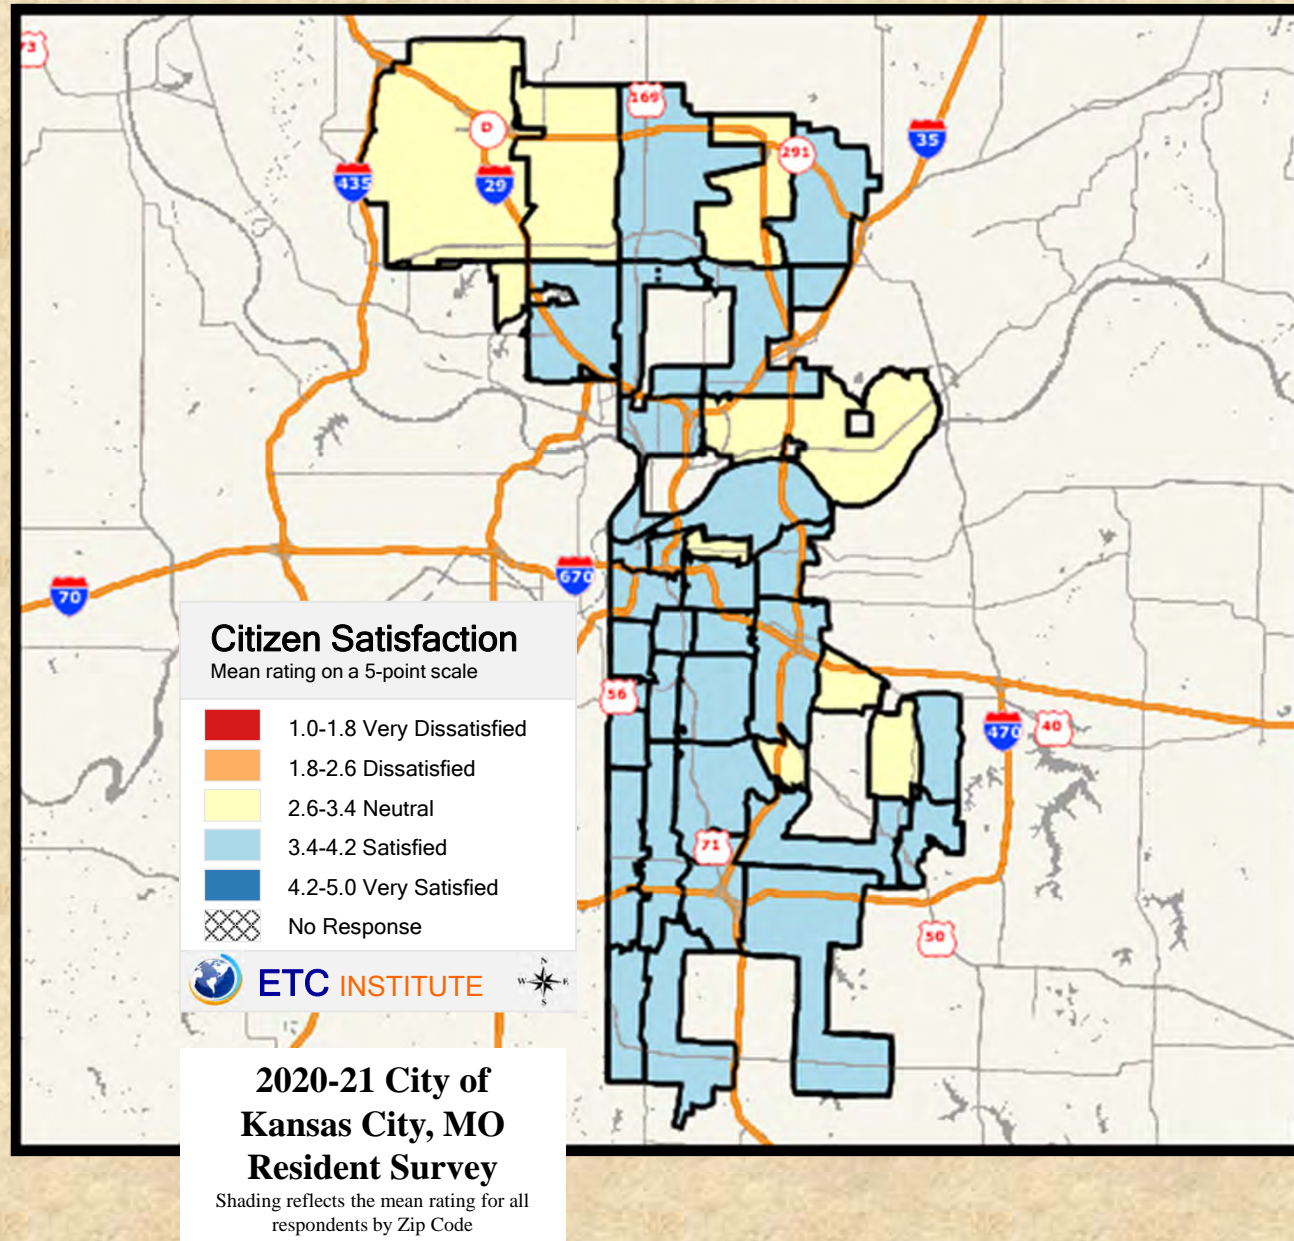 73
169
D
291
35
435
29
70
670
56
470
40
71
50
Citizen Satisfaction
Mean rating on a 5-point scale
1.0-1.8 Very Dissatisfied
1.8-2.6 Dissatisfied
2.6-3.4 Neutral
3.4-4.2 Satisfied
4.2-5.0 Very Satisfied
No Response
ETC INSTITUTE
N
W E
S
2020-21 City of
Kansas City, MO
Resident Survey
Shading reflects the mean rating for all
respondents by Zip Code